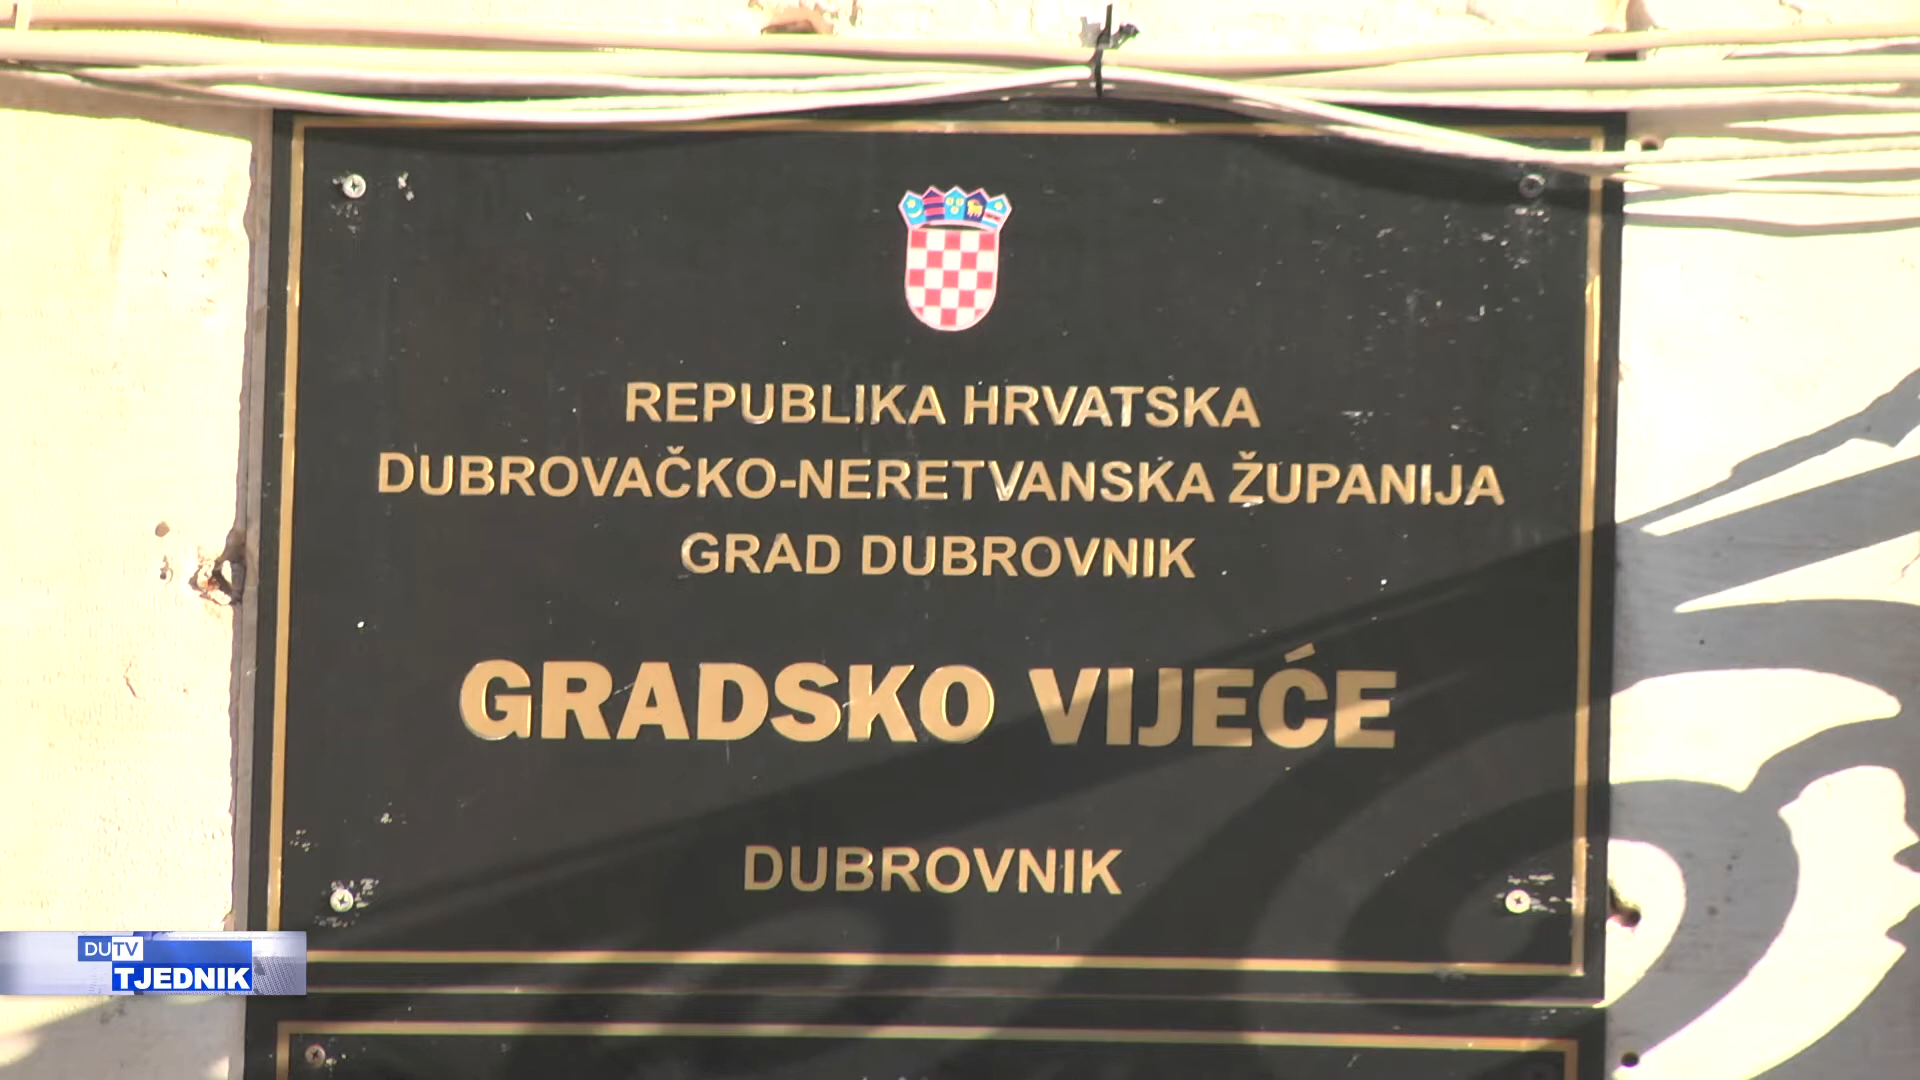 REPUBLIKA HRVATSKA
DUBROVAČKO-NERETVANSKA ŽUPANIJA
GRAD DUBROVNIK
GRADSKO VIJEĆE
DUBROVNIK
DUTV
TJEDNIK